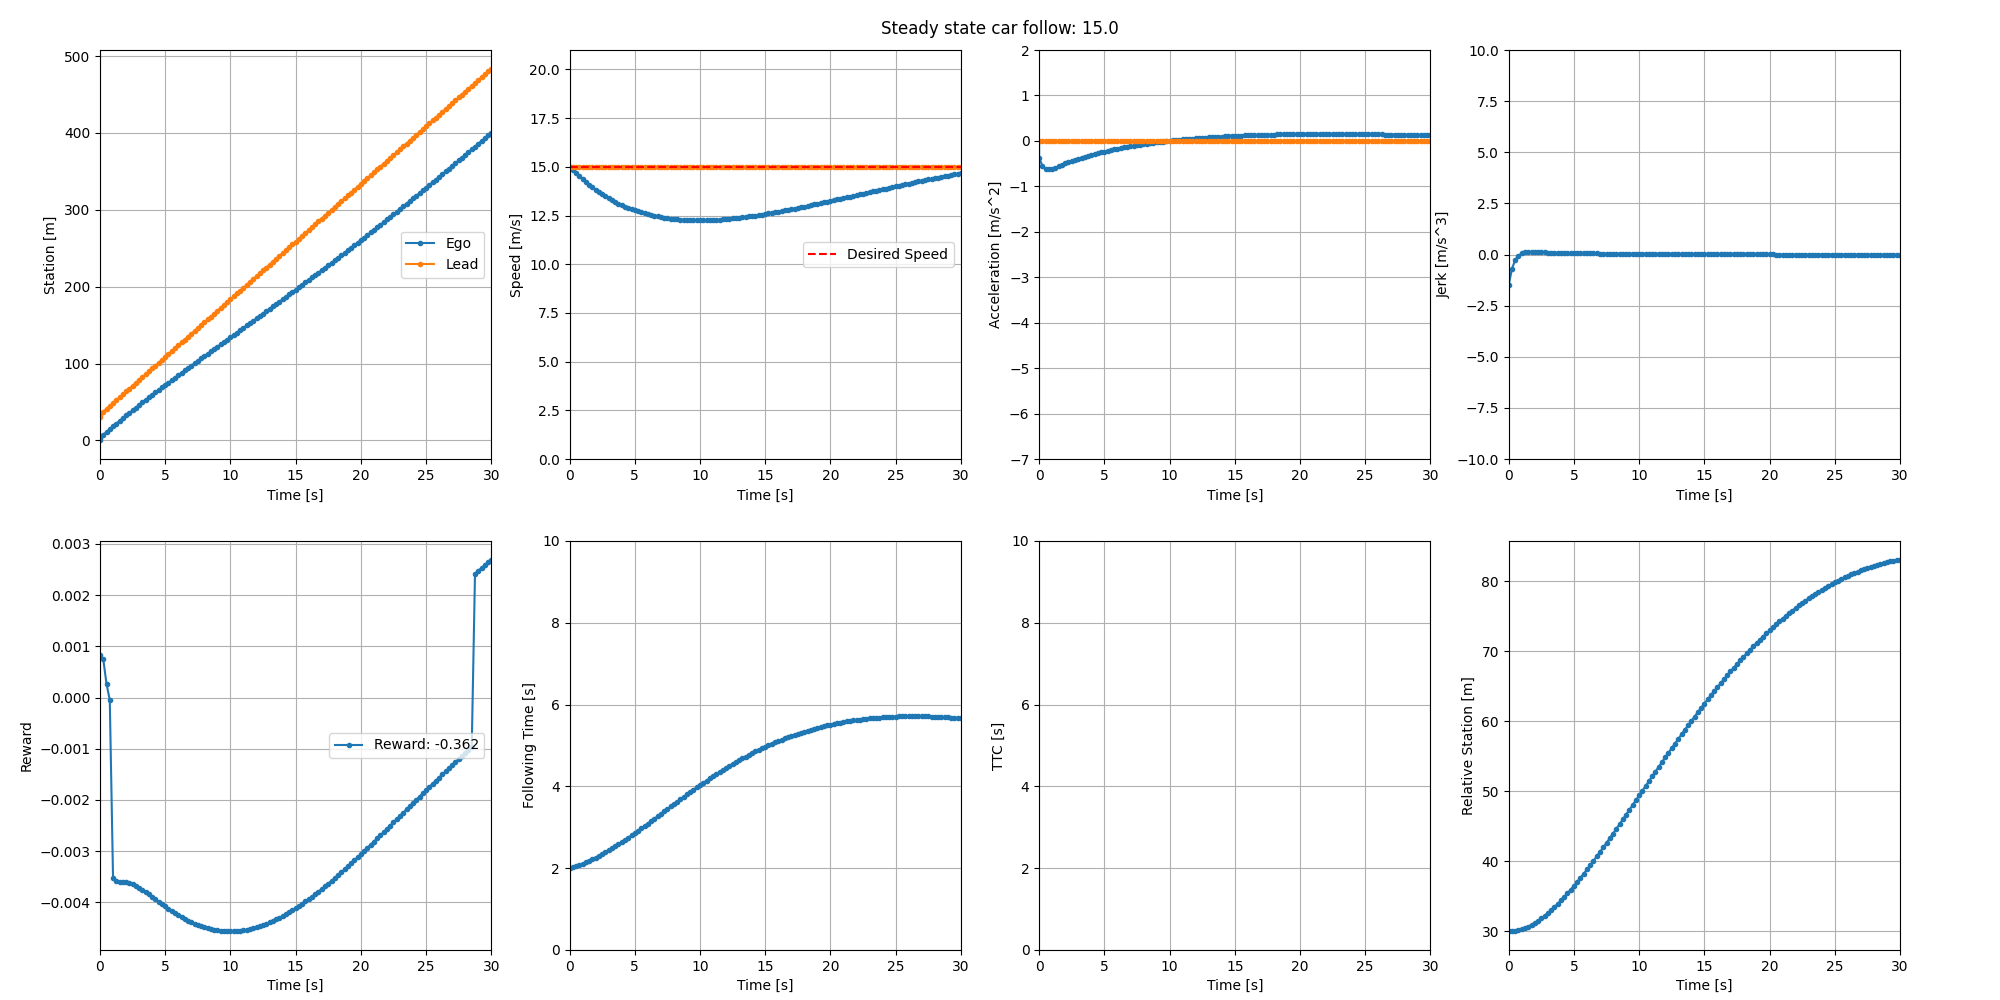 Steady state car follow: 15.0
Station [m]
500
400
300
200
100
0
Ego
Lead
0 5 10 15 20 25 30
Time [s]
Speed [m/s]
20.0
17.5
15.0
12.5
10.0
7.5
5.0
2.5
0.0
Desired Speed
0 5 10 15 20 25 30
Time [s]
Acceleration [m/s^2]
2
1
0
−1
−2
−3
−4
−5
−6
−7
0 5 10 15 20 25 30
Time [s]
Jerk [m/s^3]
10.0
7.5
5.0
2.5
0.0
−2.5
−5.0
−7.5
−10.0
0 5 10 15 20 25 30
Time [s]
Reward
0.003
0.002
0.001
0.000
−0.001
−0.002
−0.003
−0.004
Reward: -0.362
0 5 10 15 20 25 30
Time [s]
Following Time [s]
10
8
6
4
2
0
0 5 10 15 20 25 30
Time [s]
TTC [s]
10
8
6
4
2
0
0 5 10 15 20 25 30
Time [s]
Relative Station [m]
80
70
60
50
40
30
0 5 10 15 20 25 30
Time [s]